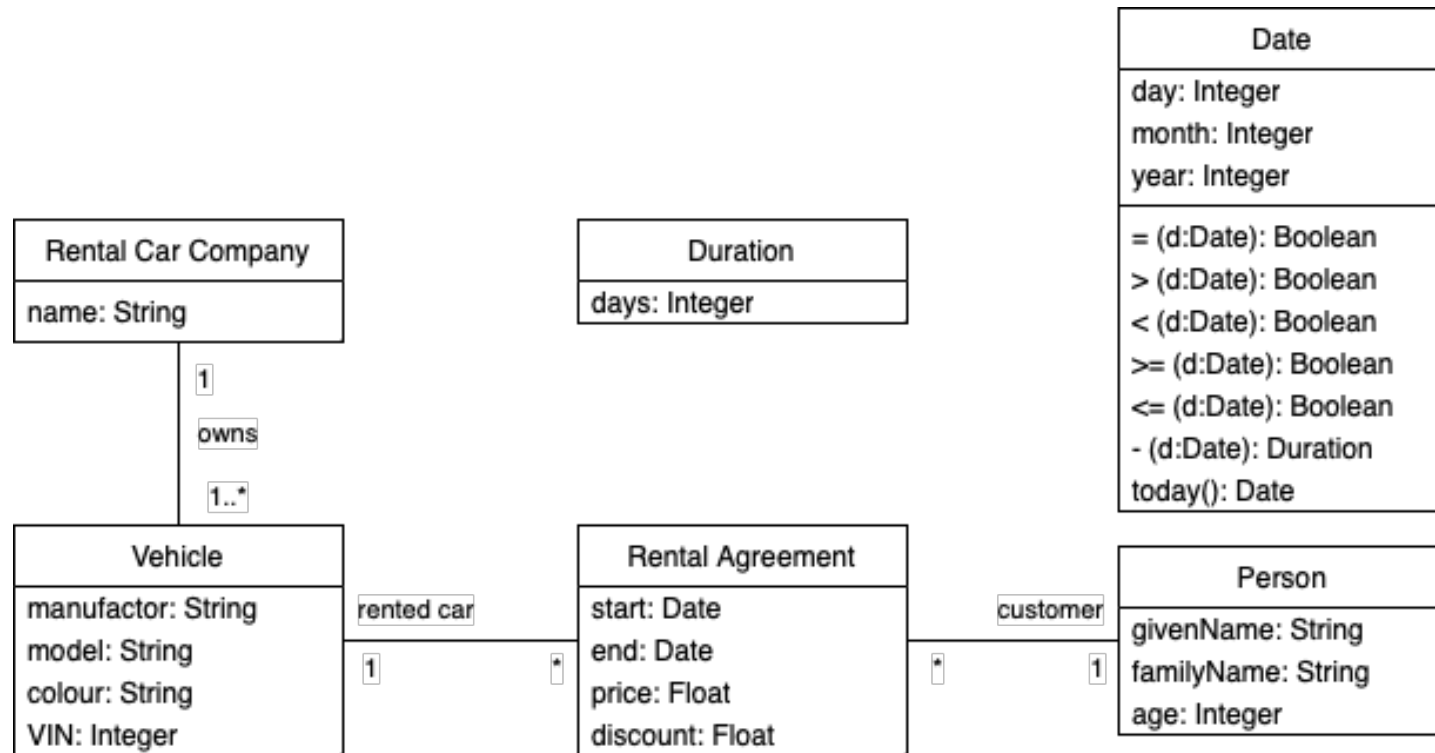 Date
day: Integer
month: Integer
year: Integer
= (d:Date): Boolean
> (d:Date): Boolean
< (d:Date): Boolean
>= (d:Date): Boolean
<= (d:Date): Boolean
- (d:Date): Duration
today(): Date
Rental Car Company
name: String
Duration
days: Integer
1
owns
1..*
Vehicle
manufactor: String
model: String
colour: String
VIN: Integer
rented car
1
*
Rental Agreement
start: Date
end: Date
price: Float
discount: Float
customer
*
1
Person
givenName: String
familyName: String
age: Integer